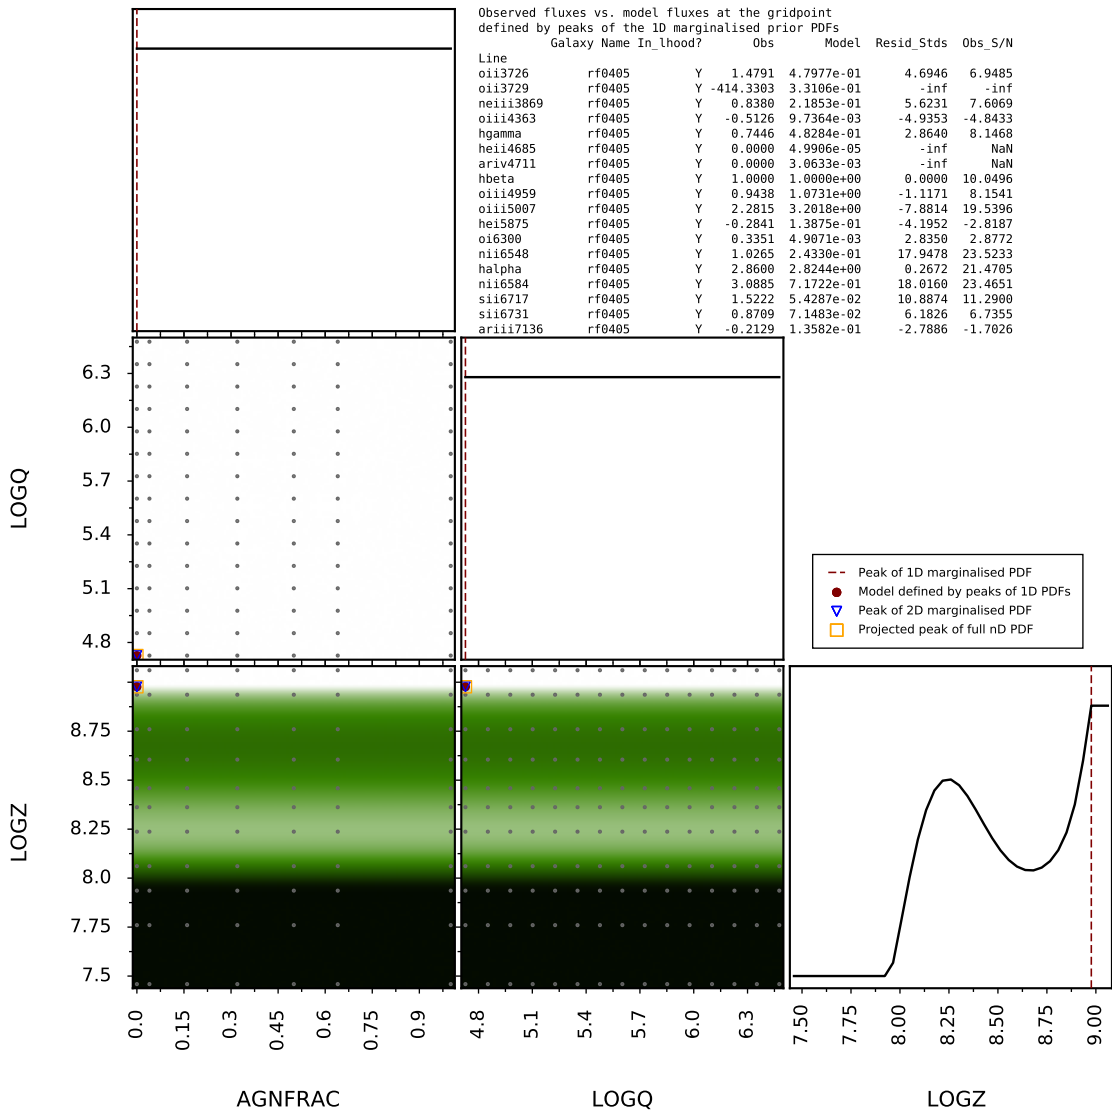 Observed fluxes vs. model fluxes at the gridpoint
defined by peaks of the 1D marginalised prior PDFs
Galaxy Name In_lhood? Obs Model Resid_Stds Obs_S/N
Line
oii3726 rf0405 Y 1.4791 4.7977e-01 4.6946 6.9485
oii3729 rf0405 Y -414.3303 3.3106e-01 -inf -inf
neiii3869 rf0405 Y 0.8380 2.1853e-01 5.6231 7.6069
oiii4363 rf0405 Y -0.5126 9.7364e-03 -4.9353 -4.8433
hgamma rf0405 Y 0.7446 4.8284e-01 2.8640 8.1468
heii4685 rf0405 Y 0.0000 4.9906e-05 -inf NaN
ariv4711 rf0405 Y 0.0000 3.0633e-03 -inf NaN
hbeta rf0405 Y 1.0000 1.0000e+00 0.0000 10.0496
oiii4959 rf0405 Y 0.9438 1.0731e+00 -1.1171 8.1541
oiii5007 rf0405 Y 2.2815 3.2018e+00 -7.8814 19.5396
hei5875 rf0405 Y -0.2841 1.3875e-01 -4.1952 -2.8187
oi6300 rf0405 Y 0.3351 4.9071e-03 2.8350 2.8772
nii6548 rf0405 Y 1.0265 2.4330e-01 17.9478 23.5233
halpha rf0405 Y 2.8600 2.8244e+00 0.2672 21.4705
nii6584 rf0405 Y 3.0885 7.1722e-01 18.0160 23.4651
sii6717 rf0405 Y 1.5222 5.4287e-02 10.8874 11.2900
sii6731 rf0405 Y 0.8709 7.1483e-02 6.1826 6.7355
ariii7136 rf0405 Y -0.2129 1.3582e-01 -2.7886 -1.7026
LOGQ
6.3
6.0
5.7
5.4
5.1
4.8
Peak of 1D marginalised PDF
Model defined by peaks of 1D PDFs
Peak of 2D marginalised PDF
Projected peak of full nD PDF
LOGZ
8.75
8.5
8.25
8.0
7.75
7.5
0.0 0.15 0.3 0.45 0.6 0.75 0.9
4.8 5.1 5.4 5.7 6.0 6.3
7.50 7.75 8.00 8.25 8.50 8.75 9.00
AGNFRAC LOGQ LOGZ